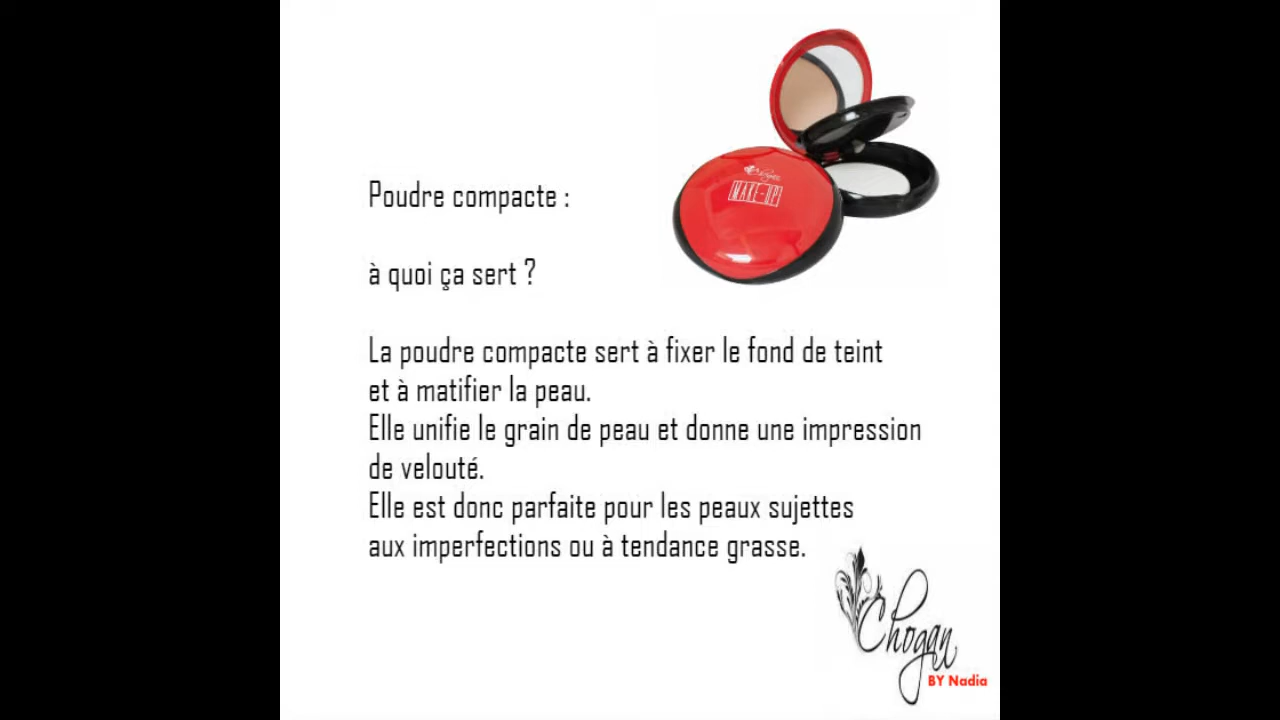 Chogan
MAKE-UP
Poudre compacte :
à quoi ça sert ?
La poudre compacte sert à fixer le fond de teint
et à matifier la peau.
Elle unifie le grain de peau et donne une impression
de velouté.
Elle est donc parfaite pour les peaux sujettes
aux imperfections ou à tendance grasse.
Chogan
BY Nadia